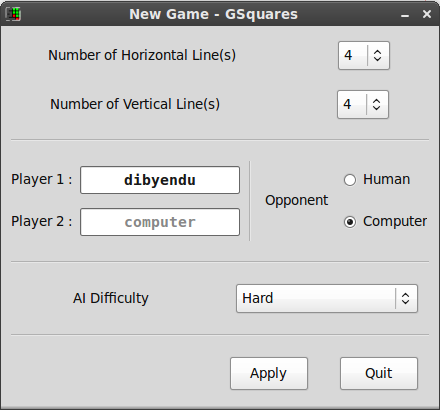 New Game - GSquares
Number of Horizontal Line(s) 4
Number of Vertical Line(s) 4
Player 1 : dibyendu
Player 2 : computer
Opponent
Human
Computer
AI Difficulty Hard
Apply Quit